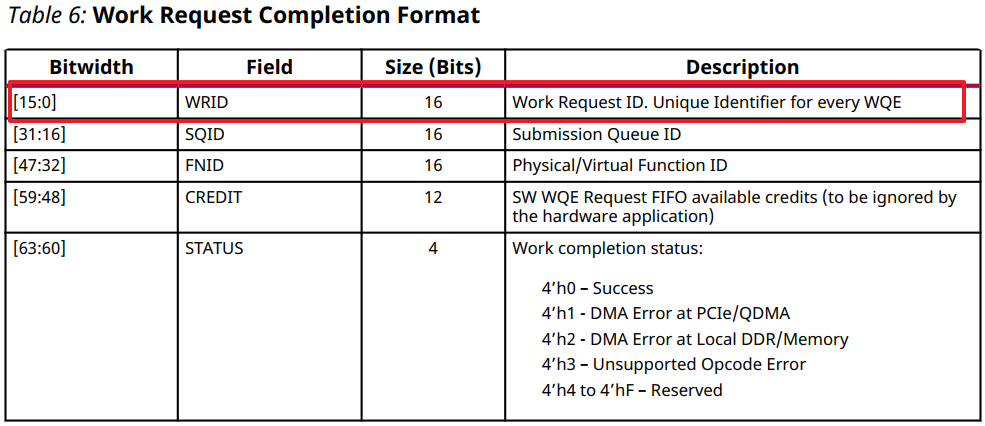 Table 6: Work Request Completion Format
Bitwidth Field Size (Bits) Description
[15:0] WRID 16 Work Request ID. Unique Identifier for every WQE
[31:16] SQID 16 Submission Queue ID
[47:32] FNID 16 Physical/Virtual Function ID
[59:48] CREDIT 12 SW WQE Request FIFO available credits (to be ignored by
the hardware application)
[63:60] STATUS 4 Work completion status:
4’h0 – Success
4’h1 - DMA Error at PCIe/QDMA
4’h2 - DMA Error at Local DDR/Memory
4’h3 – Unsupported Opcode Error
4’h4 to 4’hF – Reserved